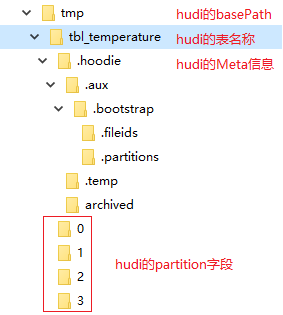 tmp hudi的basePath
tbl_temperature hudi的表名称
.hoodie hudi的Meta信息
.aux
.bootstrap
.fileids
.partitions
.temp
archived
0
1
2
3
hudi的partition字段